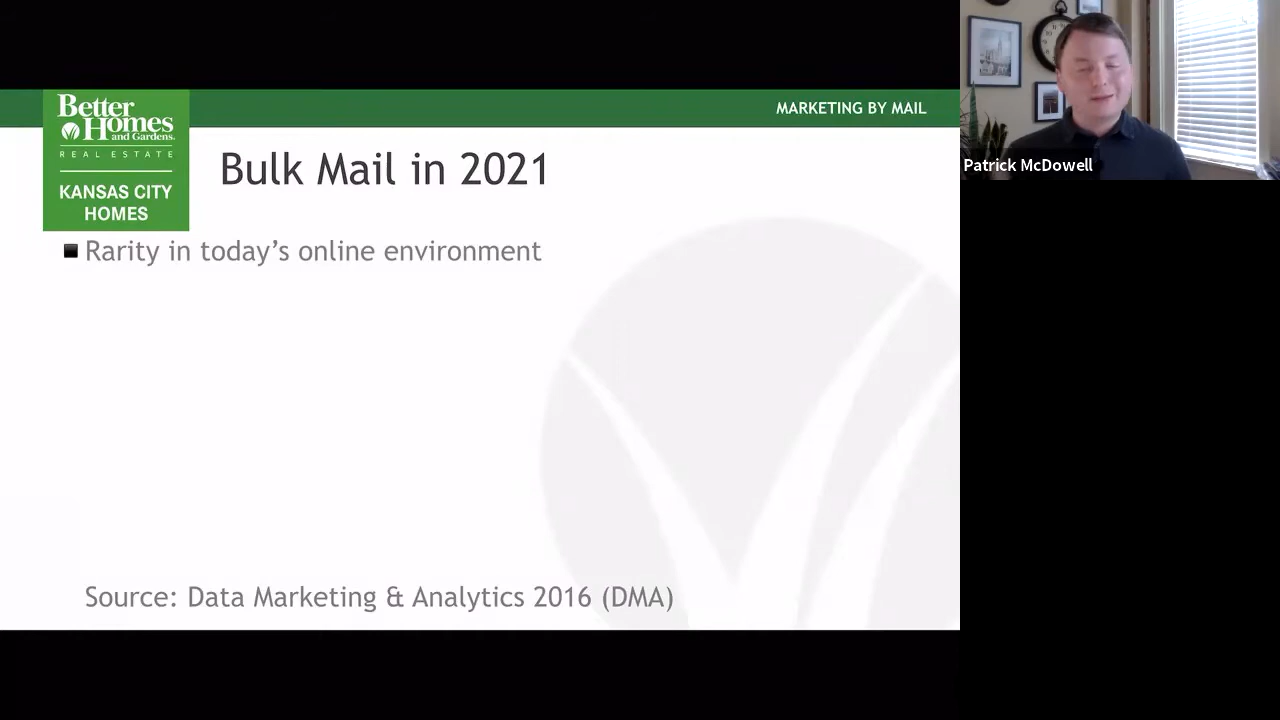 Better
Homes
and Gardens.
REAL ESTATE
KANSAS CITY
HOMES
MARKETING BY MAIL
Bulk Mail in 2021
Rarity in today's online environment
Source: Data Marketing & Analytics 2016 (DMA)
Patrick McDowell